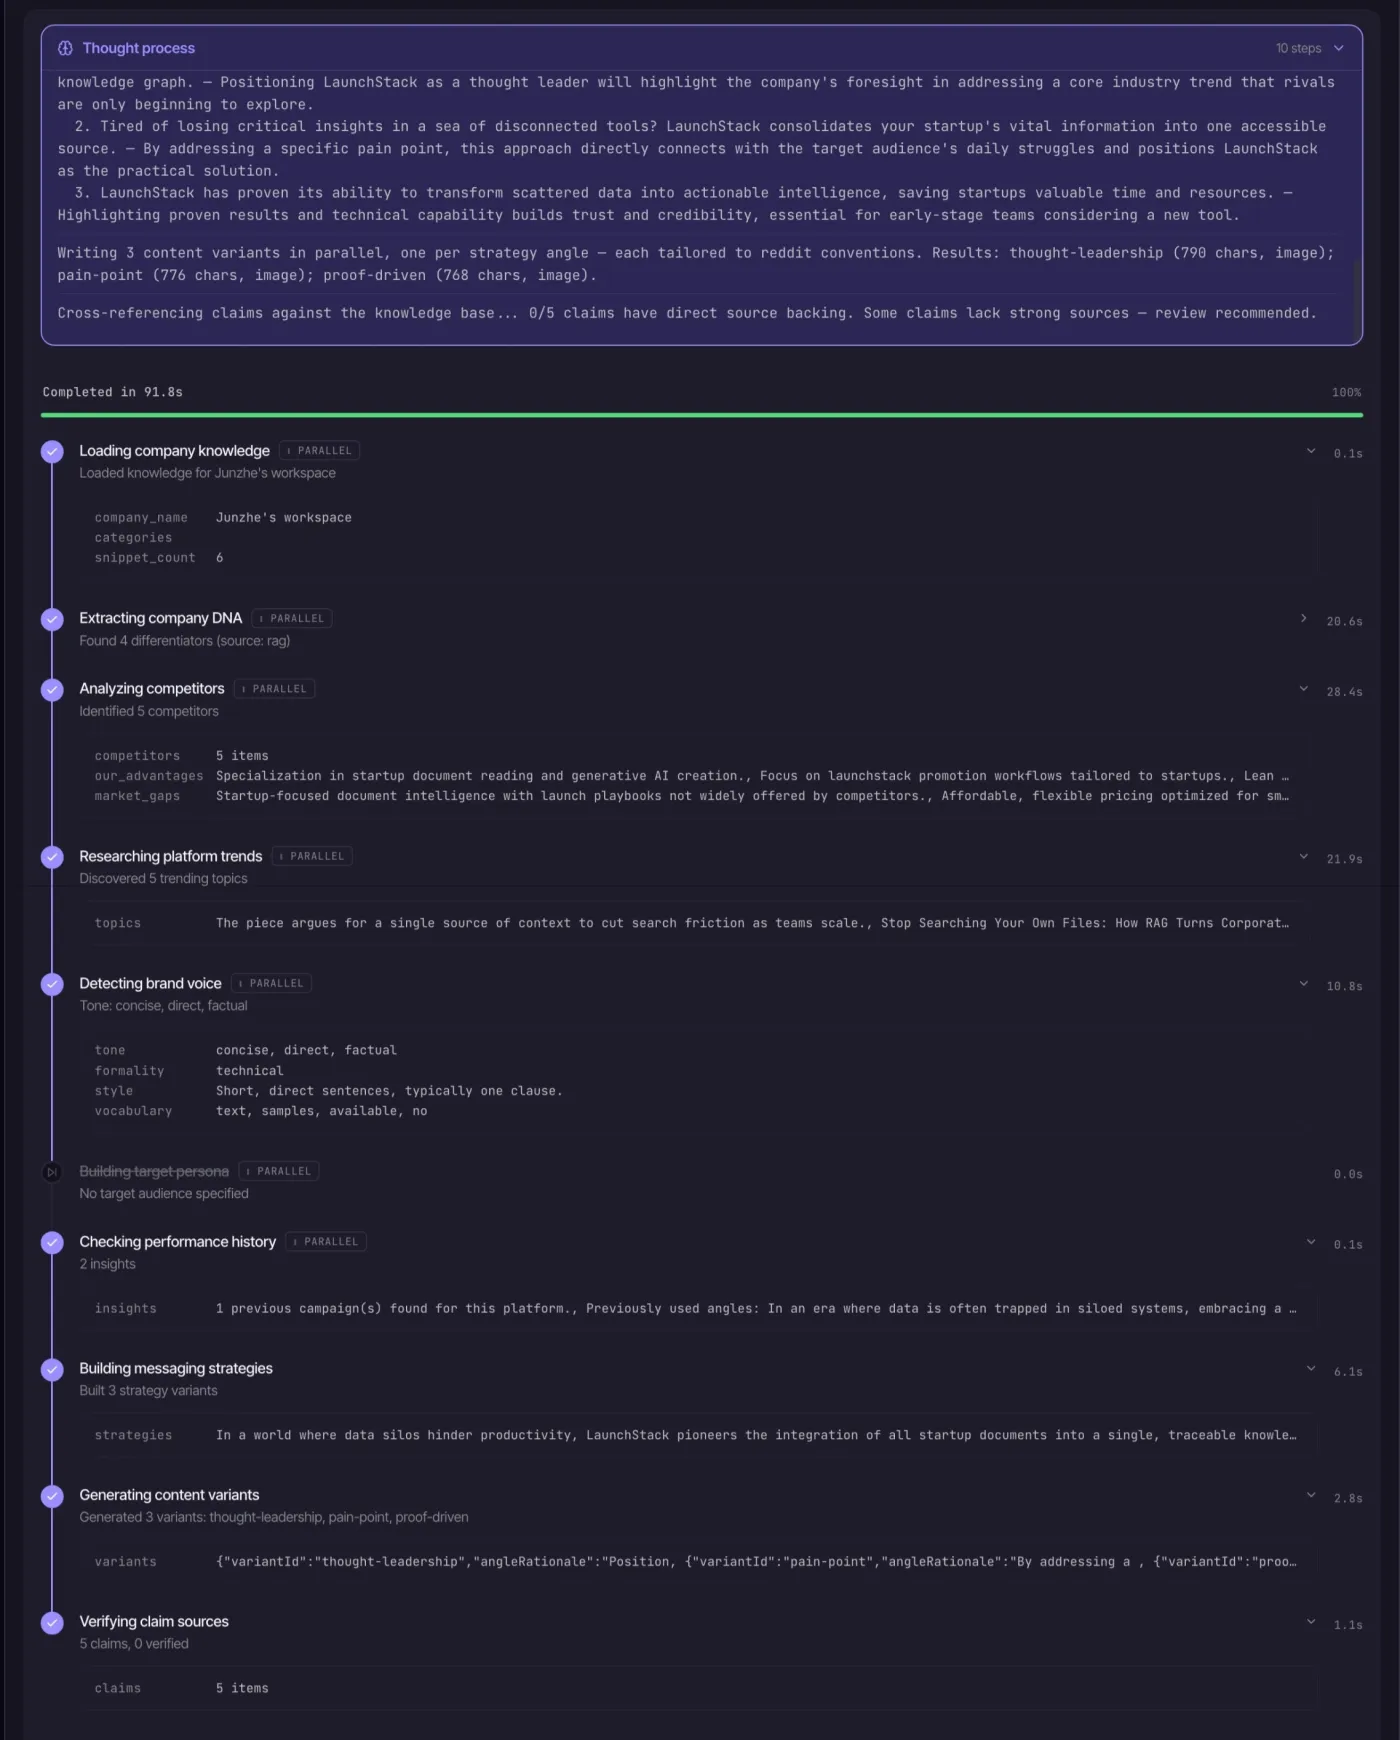 Thought process
10 steps
knowledge graph. — Positioning LaunchStack as a thought leader will highlight the company's foresight in addressing a core industry trend that rivals
are only beginning to explore.
2. Tired of losing critical insights in a sea of disconnected tools? LaunchStack consolidates your startup's vital information into one accessible
source. — By addressing a specific pain point, this approach directly connects with the target audience's daily struggles and positions LaunchStack
as the practical solution.
3. LaunchStack has proven its ability to transform scattered data into actionable intelligence, saving startups valuable time and resources. —
Highlighting proven results and technical capability builds trust and credibility, essential for early-stage teams considering a new tool.
Writing 3 content variants in parallel, one per strategy angle — each tailored to reddit conventions. Results: thought-leadership (790 chars, image);
pain-point (776 chars, image); proof-driven (768 chars, image).
Cross-referencing claims against the knowledge base... 0/5 claims have direct source backing. Some claims lack strong sources — review recommended.
Completed in 91.8s
100%
Loading company knowledge
PARALLEL
0.1s
Loaded knowledge for Junzhe's workspace
company_name Junzhe's workspace
categories
snippet_count 6
Extracting company DNA
PARALLEL
20.6s
Found 4 differentiators (source: rag)
Analyzing competitors
PARALLEL
28.4s
Identified 5 competitors
competitors 5 items
our_advantages Specialization in startup document reading and generative AI creation., Focus on launchstack promotion workflows tailored to startups., Lean …
market_gaps Startup-focused document intelligence with launch playbooks not widely offered by competitors., Affordable, flexible pricing optimized for sm…
Researching platform trends
PARALLEL
21.9s
Discovered 5 trending topics
topics The piece argues for a single source of context to cut search friction as teams scale., Stop Searching Your Own Files: How RAG Turns Corporat…
Detecting brand voice
PARALLEL
10.8s
Tone: concise, direct, factual
tone concise, direct, factual
formality technical
style Short, direct sentences, typically one clause.
vocabulary text, samples, available, no
Building target persona
PARALLEL
0.0s
No target audience specified
Checking performance history
PARALLEL
0.1s
2 insights
insights 1 previous campaign(s) found for this platform., Previously used angles: In an era where data is often trapped in siloed systems, embracing a …
Building messaging strategies
6.1s
Built 3 strategy variants
strategies In a world where data silos hinder productivity, LaunchStack pioneers the integration of all startup documents into a single, traceable knowle…
Generating content variants
2.8s
Generated 3 variants: thought-leadership, pain-point, proof-driven
variants {"variantId":"thought-leadership","angleRationale":"Position, {"variantId":"pain-point","angleRationale":"By addressing a , {"variantId":"proo…
Verifying claim sources
1.1s
5 claims, 0 verified
claims 5 items